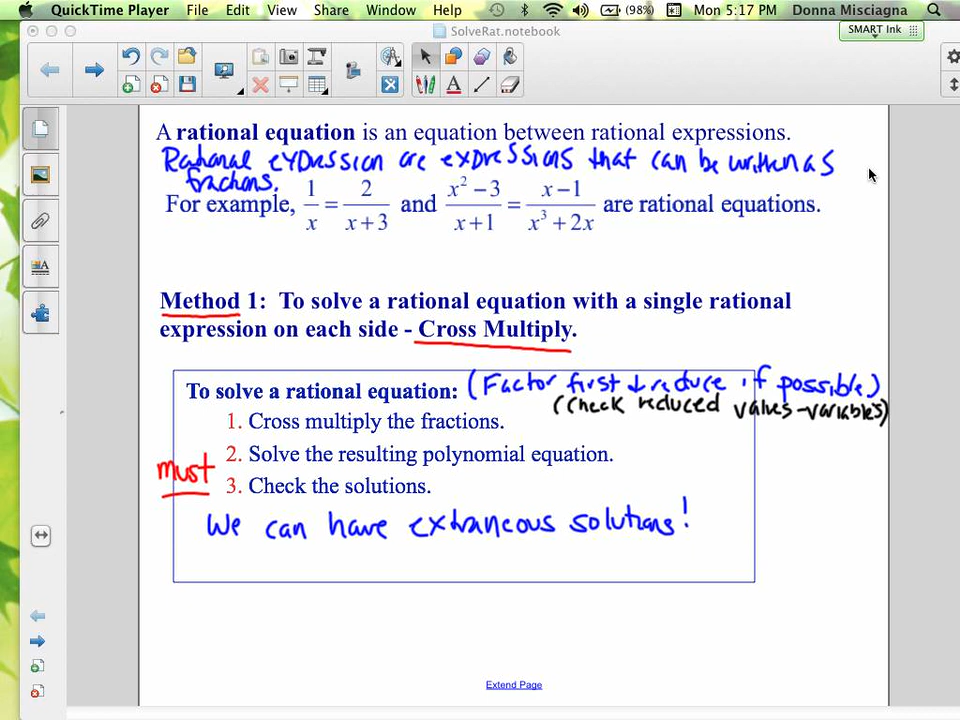 QuickTime Player File Edit View Share Window Help (98%) Mon 5:17 PM Donna Misciagna
SolveRat.notebook
SMART Ink
A rational equation is an equation between rational expressions.
Rational expression are expressions that can be written as
fractions.
For example, 1/x = 2/(x+3) and (x² − 3)/(x+1) = (x−1)/(x³ + 2x) are rational equations.
Method 1: To solve a rational equation with a single rational
expression on each side - Cross Multiply.
To solve a rational equation: (Factor first + reduce if possible)
((Check reduced values-variables)
1. Cross multiply the fractions.
2. Solve the resulting polynomial equation.
must
3. Check the solutions.
We can have extraneous solutions!
Extend Page